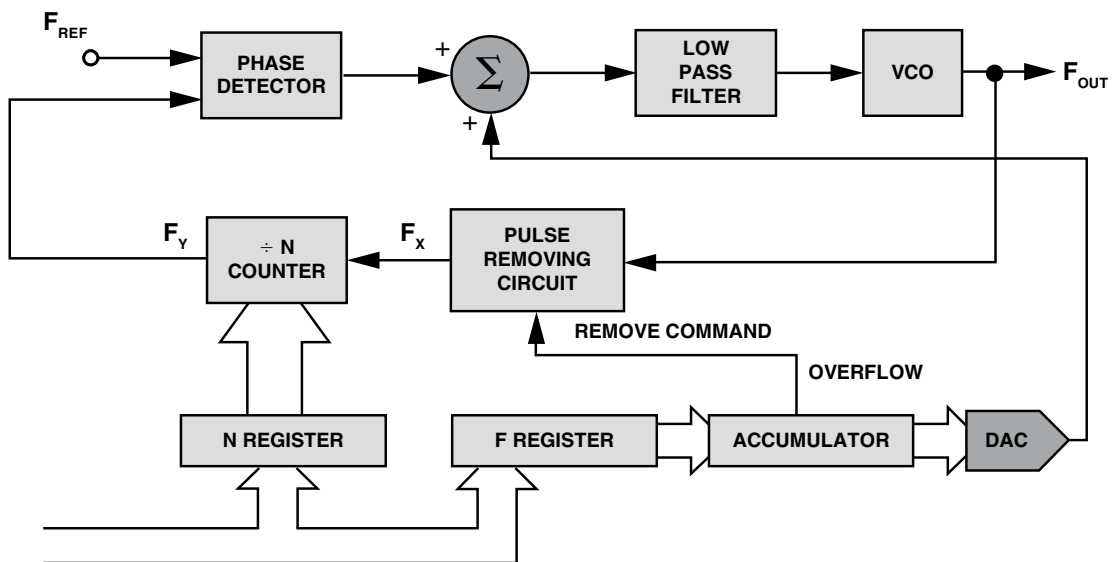 F_REF
PHASE
DETECTOR
+
Σ
+
LOW
PASS
FILTER
VCO
F_OUT
F_Y
÷ N
COUNTER
F_X
PULSE
REMOVING
CIRCUIT
REMOVE COMMAND
OVERFLOW
N REGISTER
F REGISTER
ACCUMULATOR
DAC